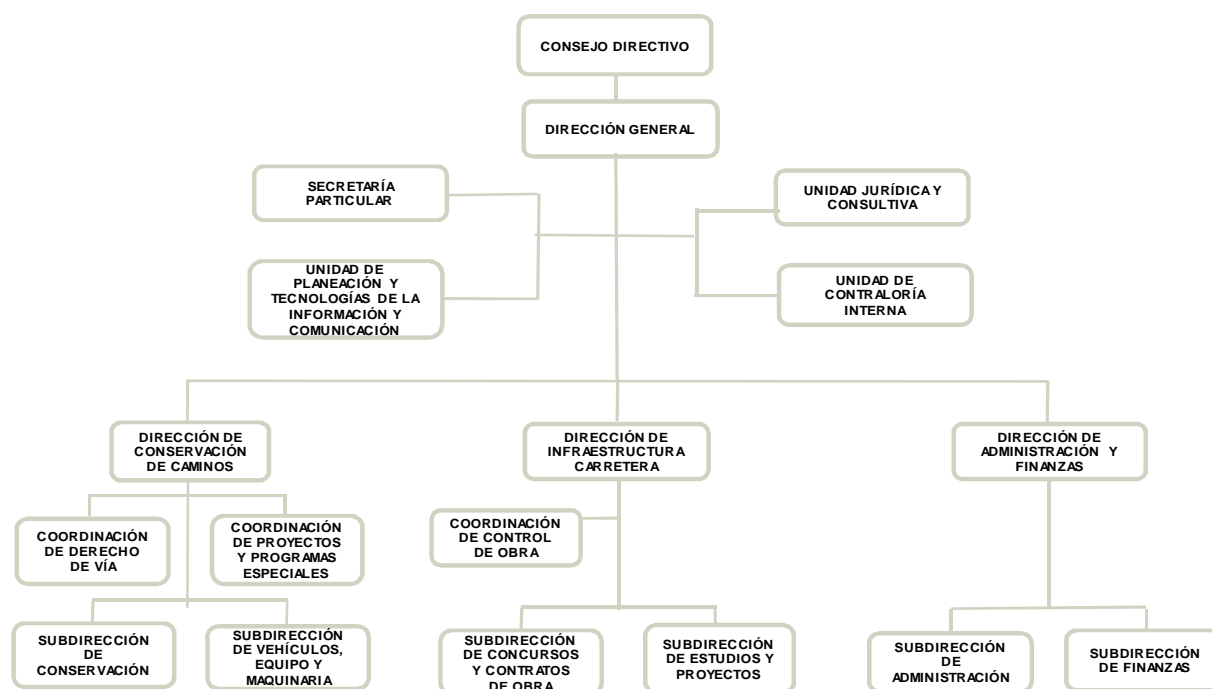 CONSEJO DIRECTIVO
DIRECCIÓN GENERAL
SECRETARÍA
PARTICULAR
UNIDAD JURÍDICA Y
CONSULTIVA
UNIDAD DE
PLANEACIÓN Y
TECNOLOGÍAS DE LA
INFORMACIÓN Y
COMUNICACIÓN
UNIDAD DE
CONTRALORÍA
INTERNA
DIRECCIÓN DE
CONSERVACIÓN
DE CAMINOS
DIRECCIÓN DE
INFRAESTRUCTURA
CARRETERA
DIRECCIÓN DE
ADMINISTRACIÓN Y
FINANZAS
COORDINACIÓN
DE DERECHO
DE VÍA
COORDINACIÓN
DE PROYECTOS
Y PROGRAMAS
ESPECIALES
COORDINACIÓN
DE CONTROL
DE OBRA
SUBDIRECCIÓN
DE
CONSERVACIÓN
SUBDIRECCIÓN
DE VEHÍCULOS,
EQUIPO Y
MAQUINARIA
SUBDIRECCIÓN
DE CONCURSOS
Y CONTRATOS
DE OBRA
SUBDIRECCIÓN
DE ESTUDIOS Y
PROYECTOS
SUBDIRECCIÓN
DE
ADMINISTRACIÓN
SUBDIRECCIÓN
DE FINANZAS